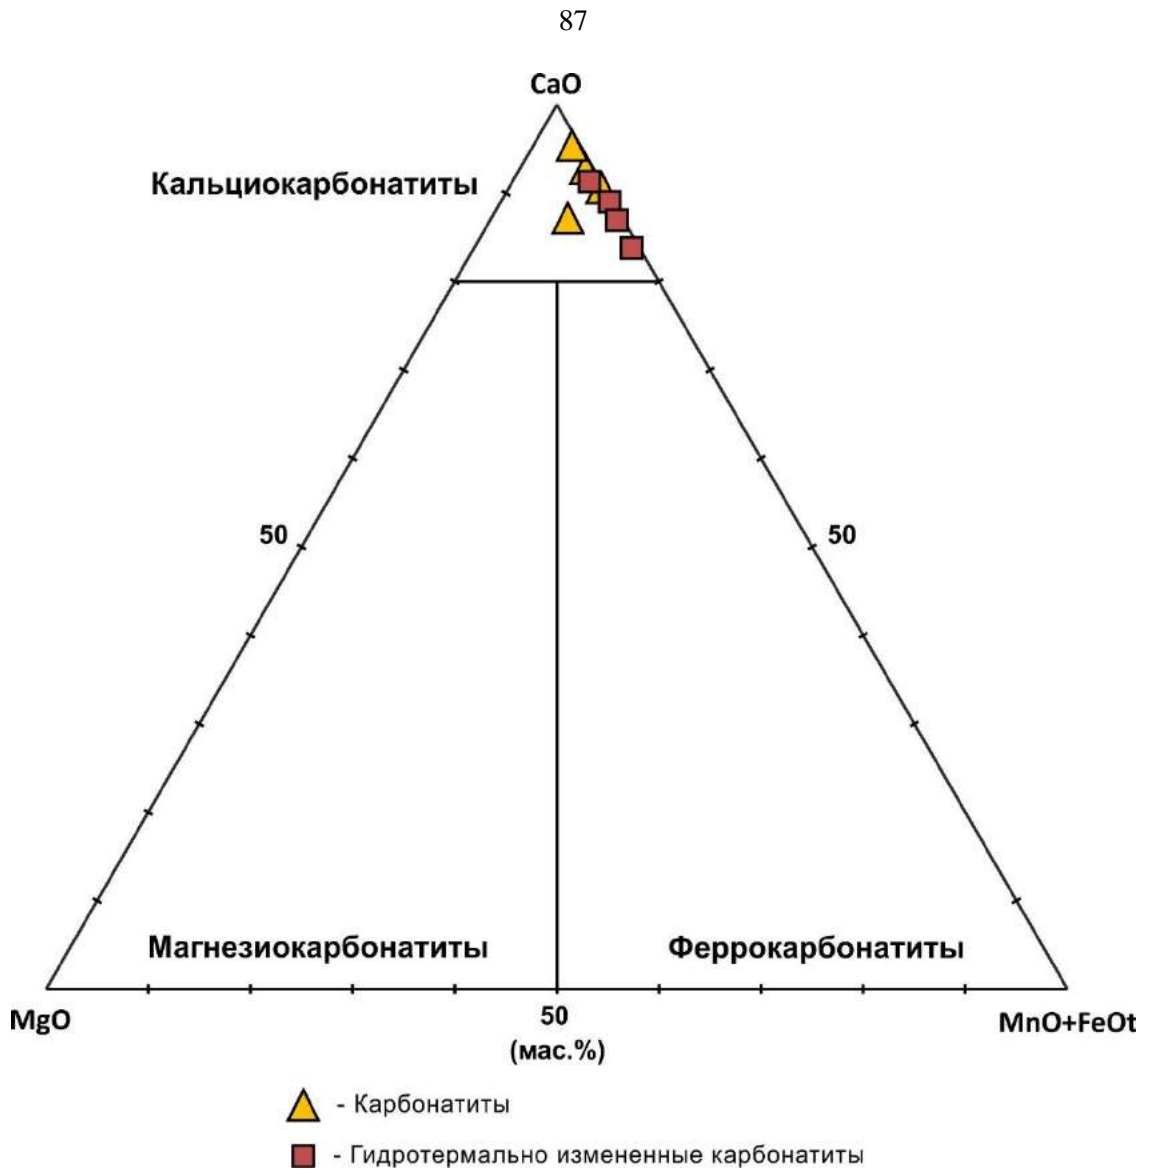 87
CaO
Кальциокарбонатиты
50
50
Магнезиокарбонатиты
Феррокарбонатиты
MgO
50
MnO+FeOt
(мас.%)
- Карбонатиты
- Гидротермально измененные карбонатиты